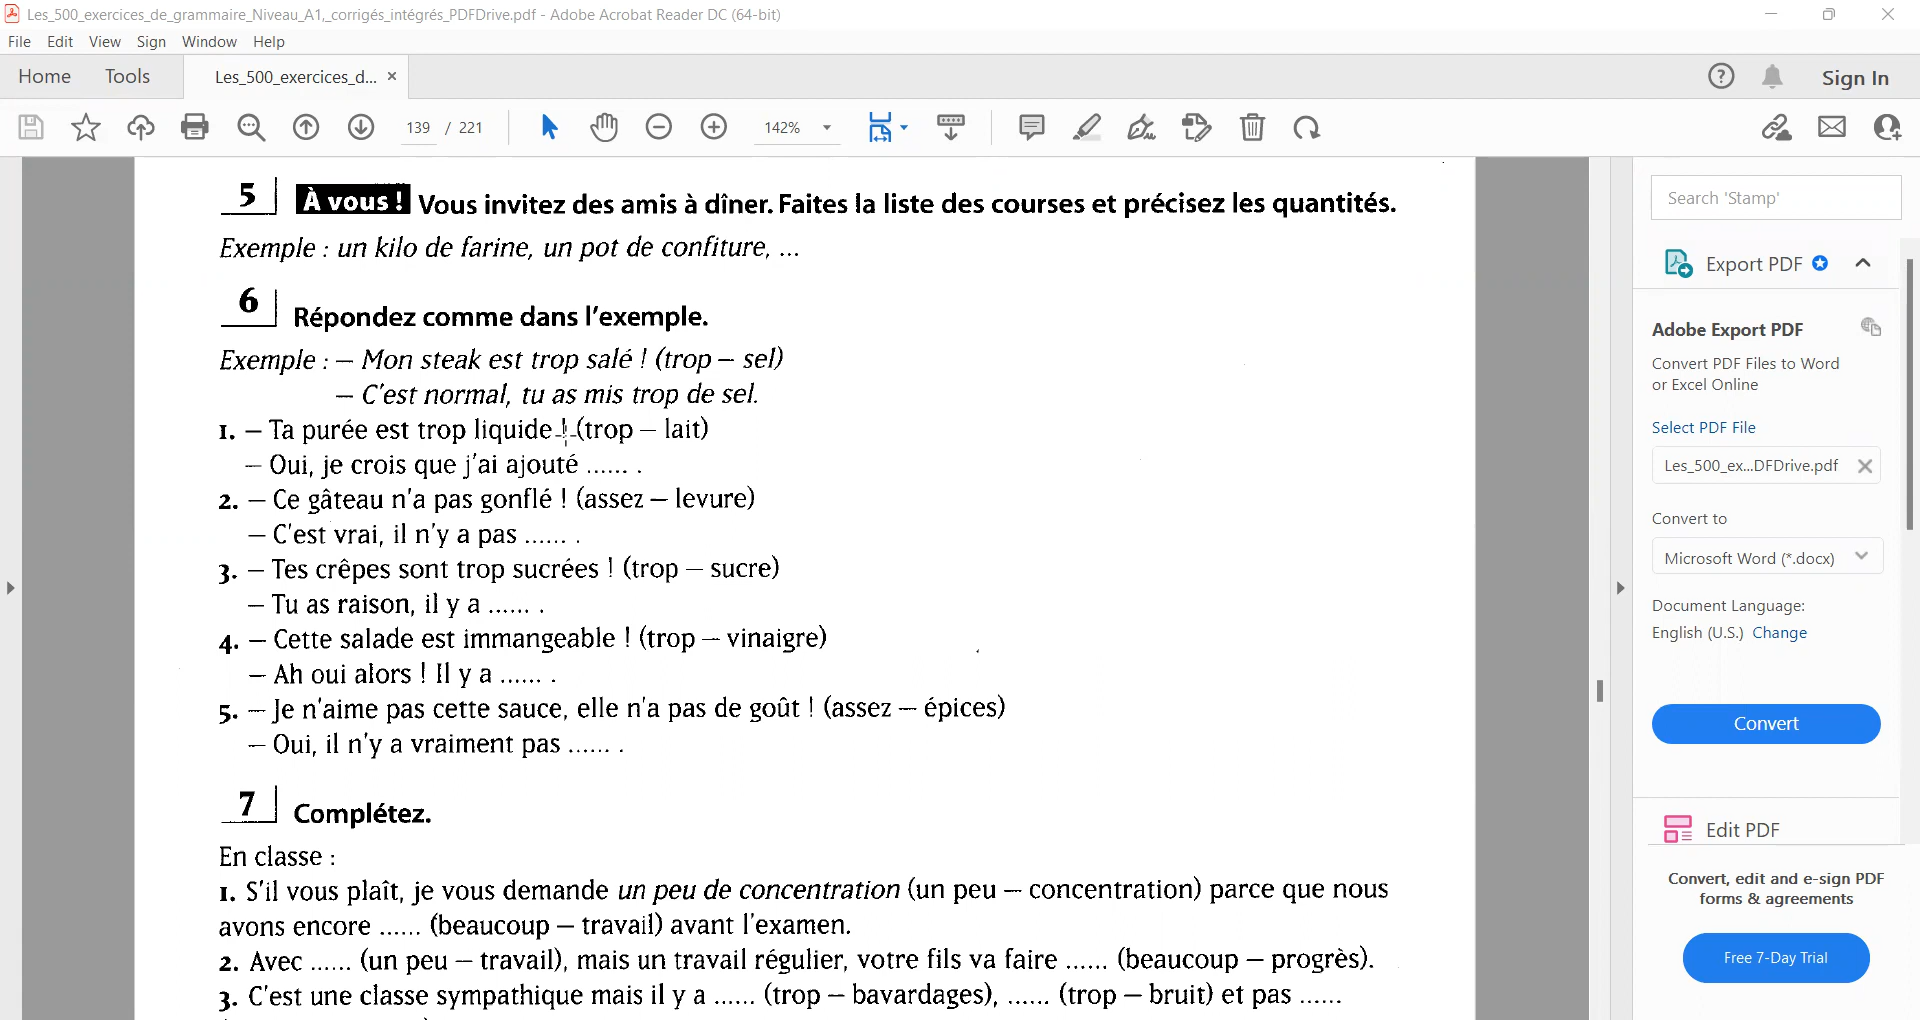 Les_500_exercices_de_grammaire_Niveau_A1,_corrigés_intégrés_PDFDrive.pdf - Adobe Acrobat Reader DC (64-bit)
File Edit View Sign Window Help
Home Tools Les_500_exercices_d... × Sign In
139 / 221 142%
5 À vous ! Vous invitez des amis à dîner. Faites la liste des courses et précisez les quantités.
Exemple : un kilo de farine, un pot de confiture, ...
6 Répondez comme dans l'exemple.
Exemple : – Mon steak est trop salé ! (trop – sel)
– C'est normal, tu as mis trop de sel.
1. – Ta purée est trop liquide ! (trop – lait)
– Oui, je crois que j'ai ajouté ...... .
2. – Ce gâteau n'a pas gonflé ! (assez – levure)
– C'est vrai, il n'y a pas ...... .
3. – Tes crêpes sont trop sucrées ! (trop – sucre)
– Tu as raison, il y a ...... .
4. – Cette salade est immangeable ! (trop – vinaigre)
– Ah oui alors ! Il y a ...... .
5. – Je n'aime pas cette sauce, elle n'a pas de goût ! (assez – épices)
– Oui, il n'y a vraiment pas ...... .
7 Complétez.
En classe :
1. S'il vous plaît, je vous demande un peu de concentration (un peu – concentration) parce que nous
avons encore ...... (beaucoup – travail) avant l'examen.
2. Avec ...... (un peu – travail), mais un travail régulier, votre fils va faire ...... (beaucoup – progrès).
3. C'est une classe sympathique mais il y a ...... (trop – bavardages), ...... (trop – bruit) et pas ......
Search 'Stamp'
Export PDF
Adobe Export PDF
Convert PDF Files to Word
or Excel Online
Select PDF File
Les_500_ex...DFDrive.pdf
Convert to
Microsoft Word (*.docx)
Document Language:
English (U.S.) Change
Convert
Edit PDF
Convert, edit and e-sign PDF
forms & agreements
Free 7-Day Trial